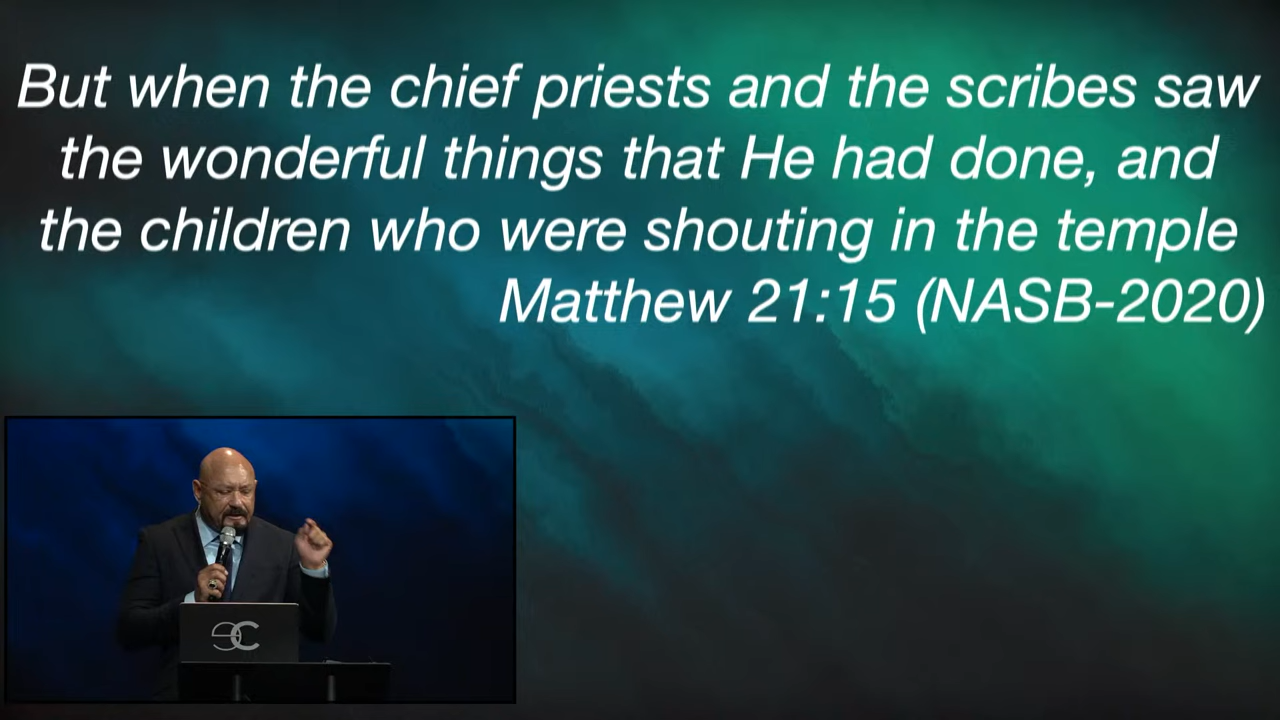 But when the chief priests and the scribes saw
the wonderful things that He had done, and
the children who were shouting in the temple
Matthew 21:15 (NASB-2020)